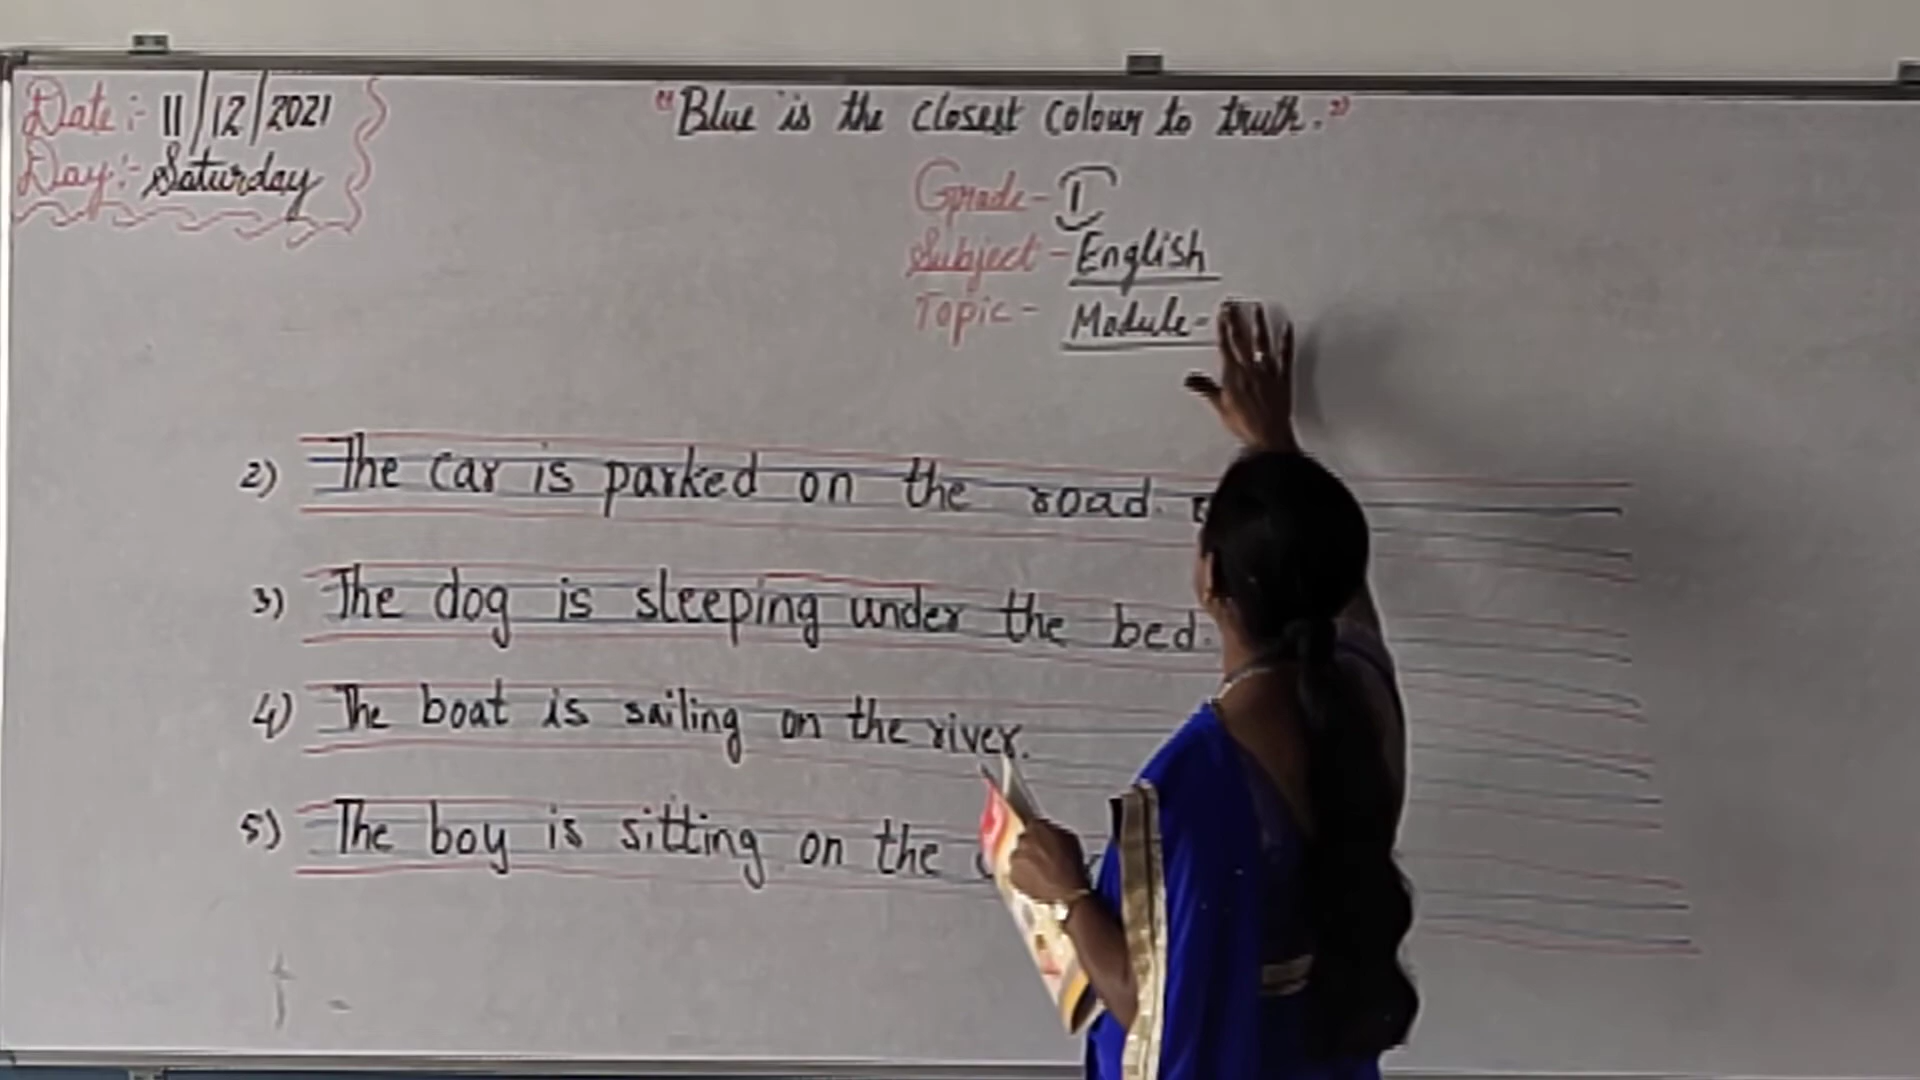 Date:- 11/12/2021
Day:- Saturday
"Blue is the closest colour to truth."
Grade- I
Subject- English
Topic- Module-
2) The car is parked on the road.
3) The dog is sleeping under the bed.
4) The boat is sailing on the river.
5) The boy is sitting on the